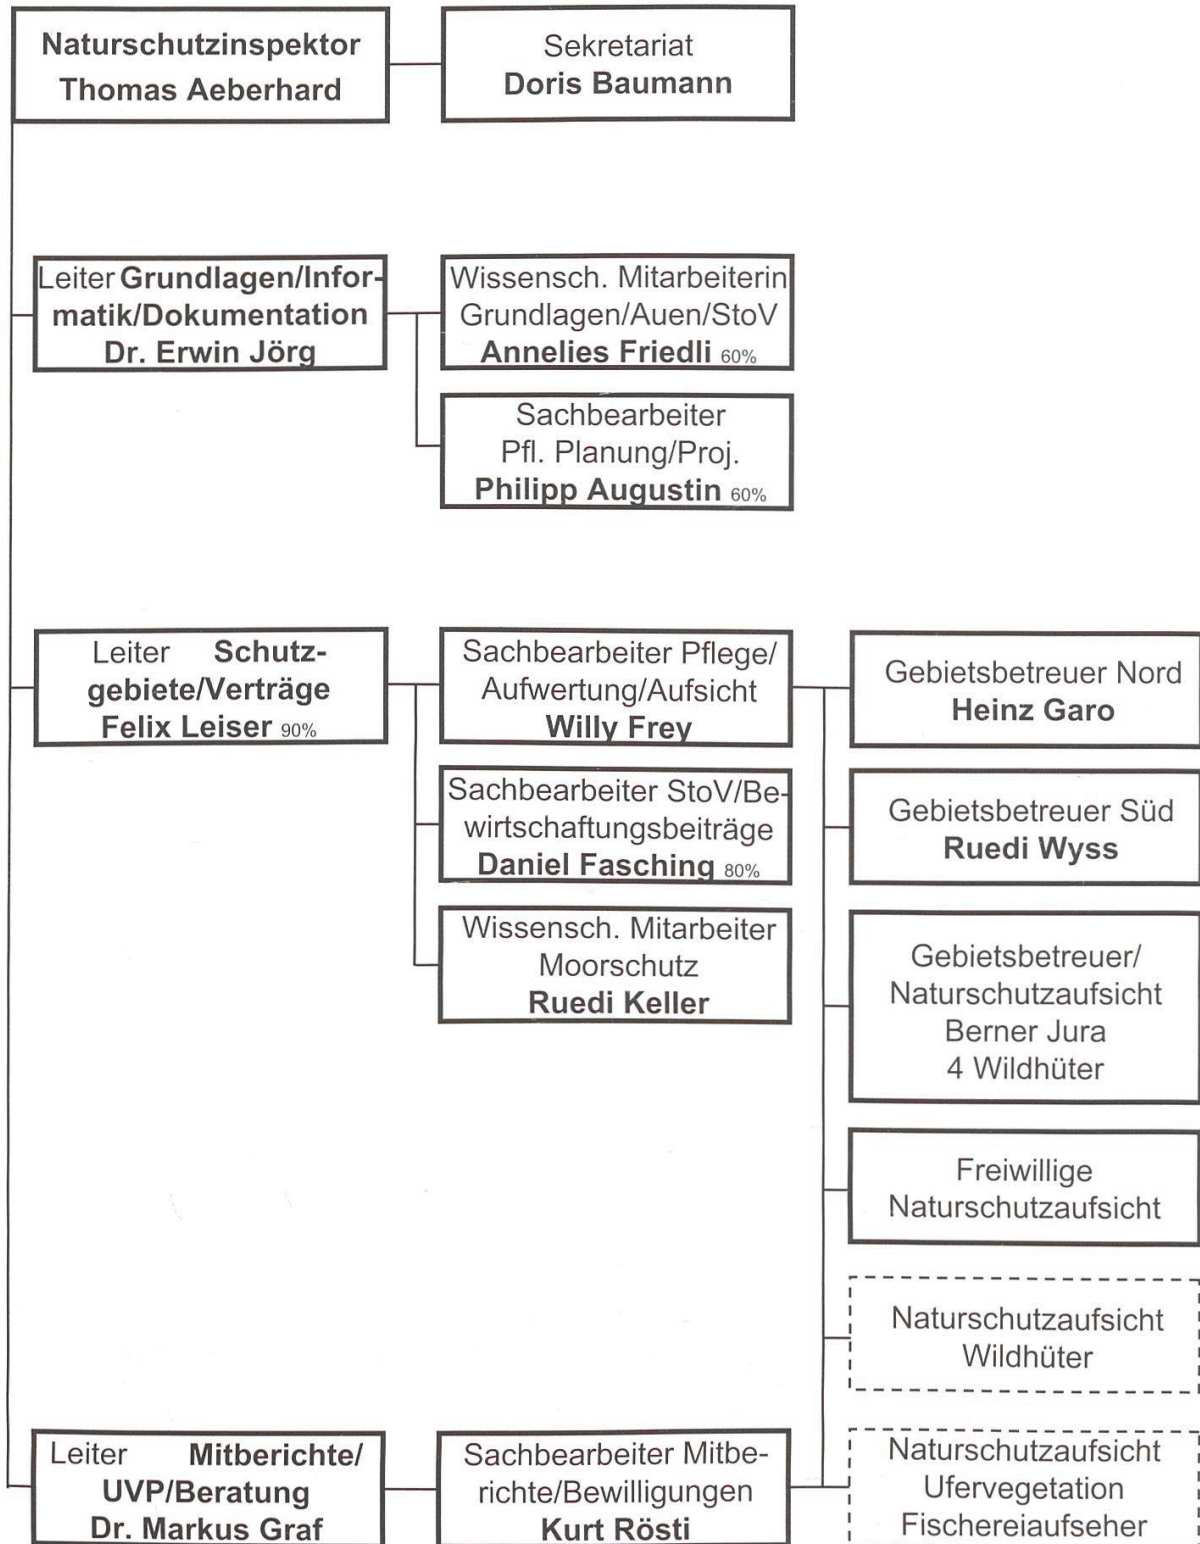 Naturschutzinspektor
Thomas Aeberhard
Sekretariat
Doris Baumann
Leiter Grundlagen/Infor-
matik/Dokumentation
Dr. Erwin Jörg
Wissensch. Mitarbeiterin
Grundlagen/Auen/StoV
Annelies Friedli 60%
Sachbearbeiter
Pfl. Planung/Proj.
Philipp Augustin 60%
Leiter Schutz-
gebiete/Verträge
Felix Leiser 90%
Sachbearbeiter Pflege/
Aufwertung/Aufsicht
Willy Frey
Sachbearbeiter StoV/Be-
wirtschaftungsbeiträge
Daniel Fasching 80%
Wissensch. Mitarbeiter
Moorschutz
Ruedi Keller
Gebietsbetreuer Nord
Heinz Garo
Gebietsbetreuer Süd
Ruedi Wyss
Gebietsbetreuer/
Naturschutzaufsicht
Berner Jura
4 Wildhüter
Freiwillige
Naturschutzaufsicht
Naturschutzaufsicht
Wildhüter
Leiter Mitberichte/
UVP/Beratung
Dr. Markus Graf
Sachbearbeiter Mitbe-
richte/Bewilligungen
Kurt Rösti
Naturschutzaufsicht
Ufervegetation
Fischereiaufseher